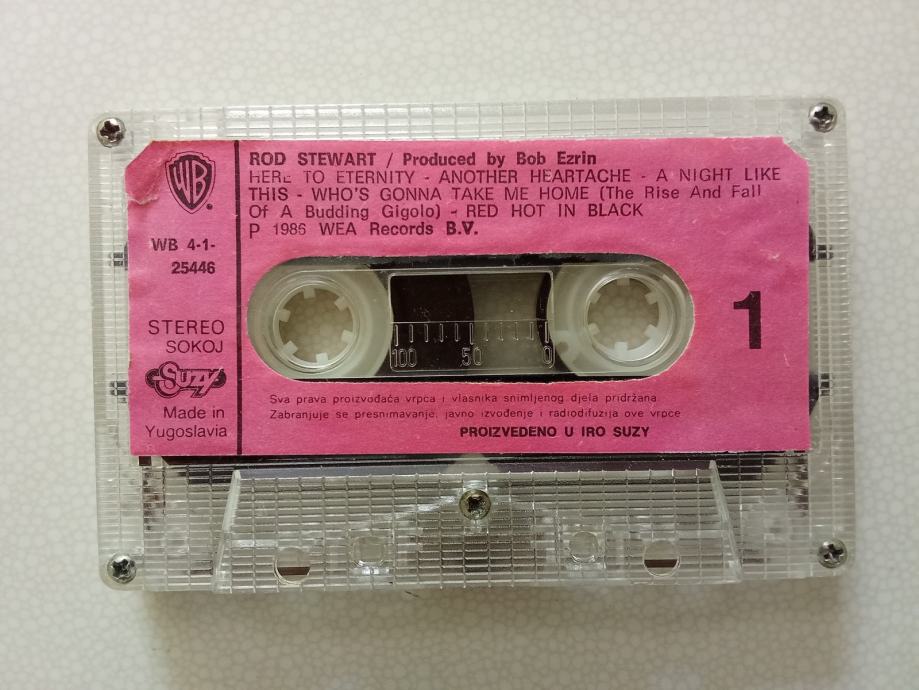 WB
WB 4-1-
25446
STEREO
SOKOJ
SUZY
Made in
Yugoslavia
ROD STEWART / Produced by Bob Ezrin
HERE TO ETERNITY - ANOTHER HEARTACHE - A NIGHT LIKE
THIS - WHO'S GONNA TAKE ME HOME (The Rise And Fall
Of A Budding Gigolo) - RED HOT IN BLACK
P 1986 WEA Records B.V.
1
100 50 0
Sva prava proizvođača vrpca i vlasnika snimljenog djela pridržana
Zabranjuje se presnimavanje, javno izvođenje i radiodifuzija ove vrpce
PROIZVEDENO U IRO SUZY